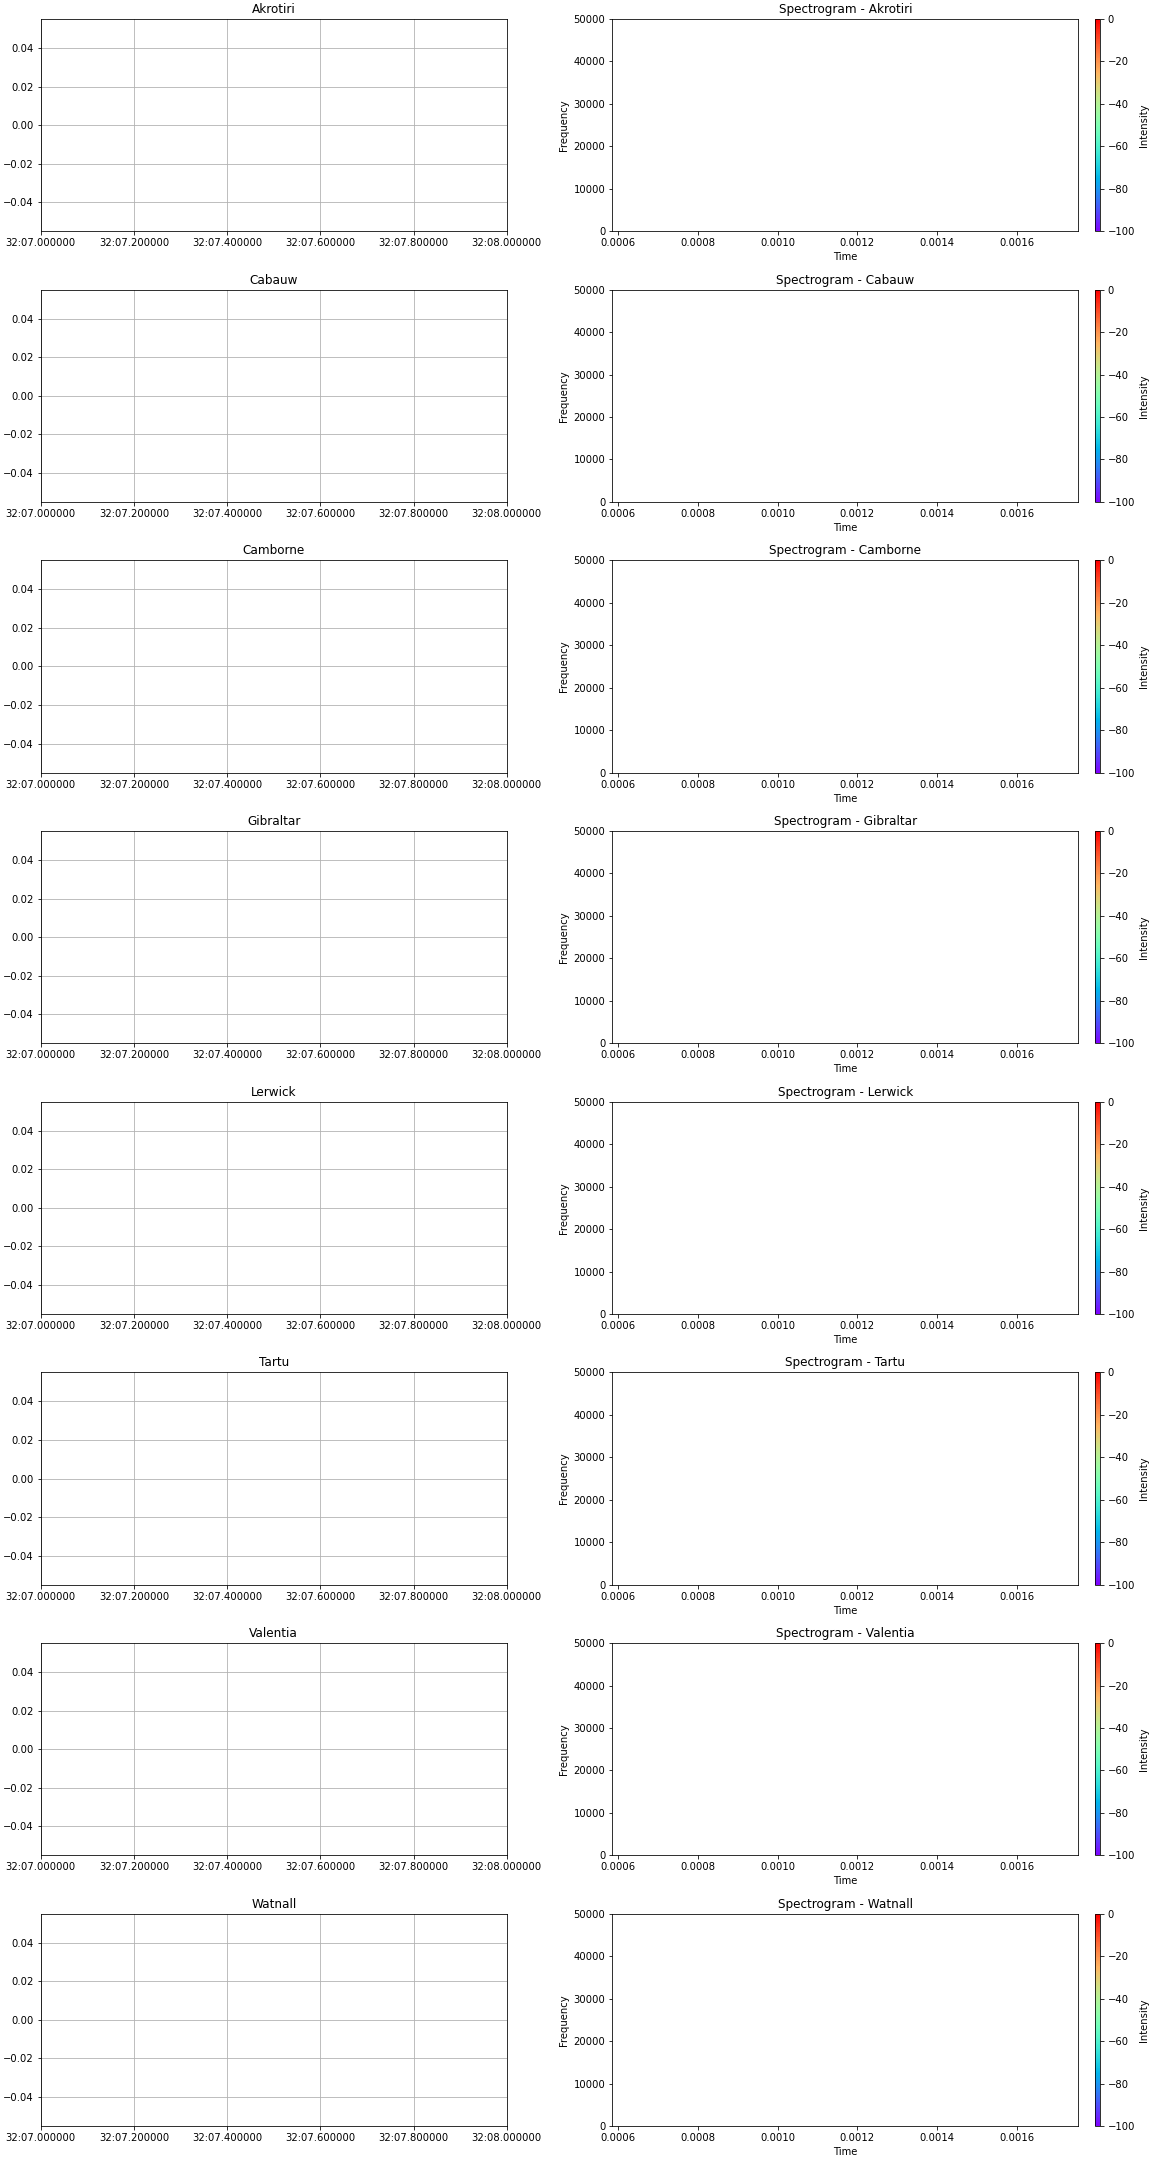 Akrotiri
Spectrogram - Akrotiri
0.04
0.02
0.00
−0.02
−0.04
32:07.000000 32:07.200000 32:07.400000 32:07.600000 32:07.800000 32:08.000000
50000
40000
30000
20000
10000
0
Frequency
0.0006 0.0008 0.0010 0.0012 0.0014 0.0016
Time
0
−20
−40
−60
−80
−100
Intensity
Cabauw
Spectrogram - Cabauw
0.04
0.02
0.00
−0.02
−0.04
32:07.000000 32:07.200000 32:07.400000 32:07.600000 32:07.800000 32:08.000000
50000
40000
30000
20000
10000
0
Frequency
0.0006 0.0008 0.0010 0.0012 0.0014 0.0016
Time
0
−20
−40
−60
−80
−100
Intensity
Camborne
Spectrogram - Camborne
0.04
0.02
0.00
−0.02
−0.04
32:07.000000 32:07.200000 32:07.400000 32:07.600000 32:07.800000 32:08.000000
50000
40000
30000
20000
10000
0
Frequency
0.0006 0.0008 0.0010 0.0012 0.0014 0.0016
Time
0
−20
−40
−60
−80
−100
Intensity
Gibraltar
Spectrogram - Gibraltar
0.04
0.02
0.00
−0.02
−0.04
32:07.000000 32:07.200000 32:07.400000 32:07.600000 32:07.800000 32:08.000000
50000
40000
30000
20000
10000
0
Frequency
0.0006 0.0008 0.0010 0.0012 0.0014 0.0016
Time
0
−20
−40
−60
−80
−100
Intensity
Lerwick
Spectrogram - Lerwick
0.04
0.02
0.00
−0.02
−0.04
32:07.000000 32:07.200000 32:07.400000 32:07.600000 32:07.800000 32:08.000000
50000
40000
30000
20000
10000
0
Frequency
0.0006 0.0008 0.0010 0.0012 0.0014 0.0016
Time
0
−20
−40
−60
−80
−100
Intensity
Tartu
Spectrogram - Tartu
0.04
0.02
0.00
−0.02
−0.04
32:07.000000 32:07.200000 32:07.400000 32:07.600000 32:07.800000 32:08.000000
50000
40000
30000
20000
10000
0
Frequency
0.0006 0.0008 0.0010 0.0012 0.0014 0.0016
Time
0
−20
−40
−60
−80
−100
Intensity
Valentia
Spectrogram - Valentia
0.04
0.02
0.00
−0.02
−0.04
32:07.000000 32:07.200000 32:07.400000 32:07.600000 32:07.800000 32:08.000000
50000
40000
30000
20000
10000
0
Frequency
0.0006 0.0008 0.0010 0.0012 0.0014 0.0016
Time
0
−20
−40
−60
−80
−100
Intensity
Watnall
Spectrogram - Watnall
0.04
0.02
0.00
−0.02
−0.04
32:07.000000 32:07.200000 32:07.400000 32:07.600000 32:07.800000 32:08.000000
50000
40000
30000
20000
10000
0
Frequency
0.0006 0.0008 0.0010 0.0012 0.0014 0.0016
Time
0
−20
−40
−60
−80
−100
Intensity